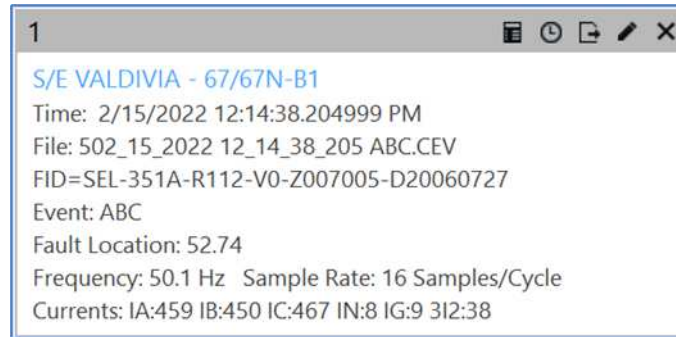 1
S/E VALDIVIA - 67/67N-B1
Time:  2/15/2022 12:14:38.204999 PM
File: 502_15_2022 12_14_38_205 ABC.CEV
FID=SEL-351A-R112-V0-Z007005-D20060727
Event: ABC
Fault Location: 52.74
Frequency: 50.1 Hz   Sample Rate: 16 Samples/Cycle
Currents: IA:459 IB:450 IC:467 IN:8 IG:9 3I2:38